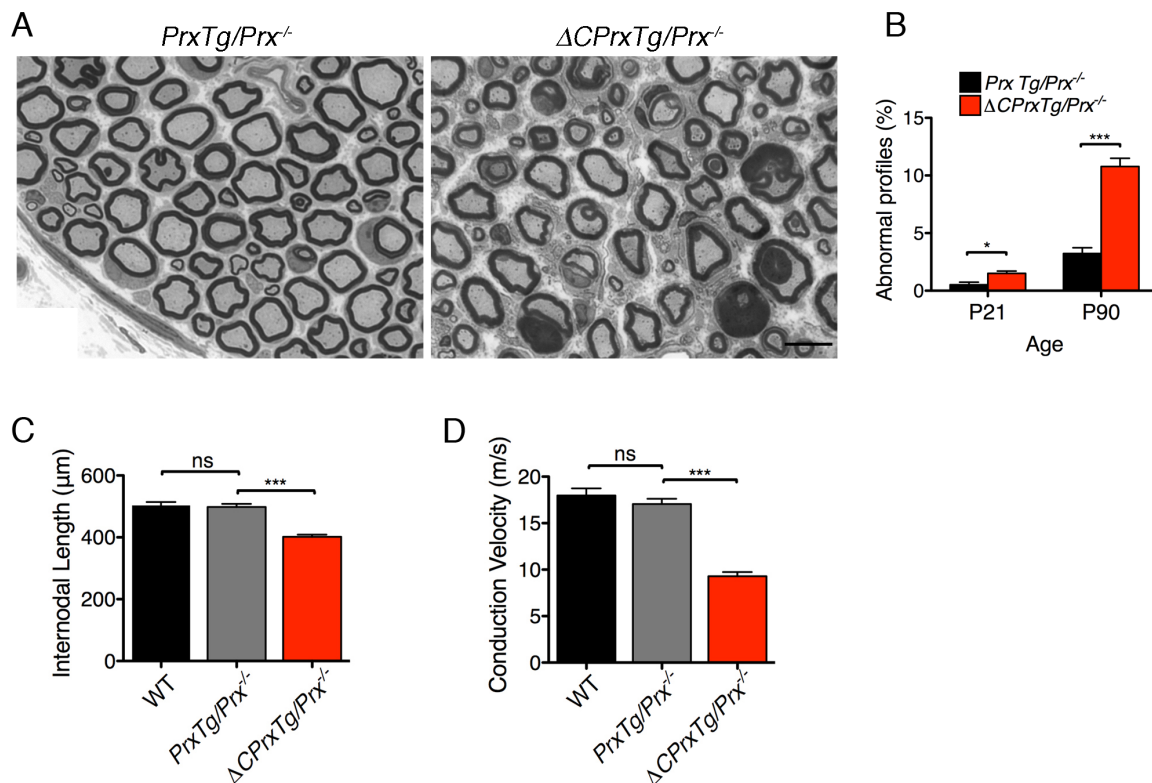 A
PrxTg/Prx-/-
ΔCPrxTg/Prx-/-
B
Prx Tg/Prx-/-
ΔCPrxTg/Prx-/-
Abnormal profiles (%)
15
10
5
0
*
***
P21
P90
Age
C
Internodal Length (µm)
600
400
200
0
ns
***
WT
PrxTg/Prx-/-
ΔCPrxTg/Prx-/-
D
Conduction Velocity (m/s)
20
15
10
5
0
ns
***
WT
PrxTg/Prx-/-
ΔCPrxTg/Prx-/-